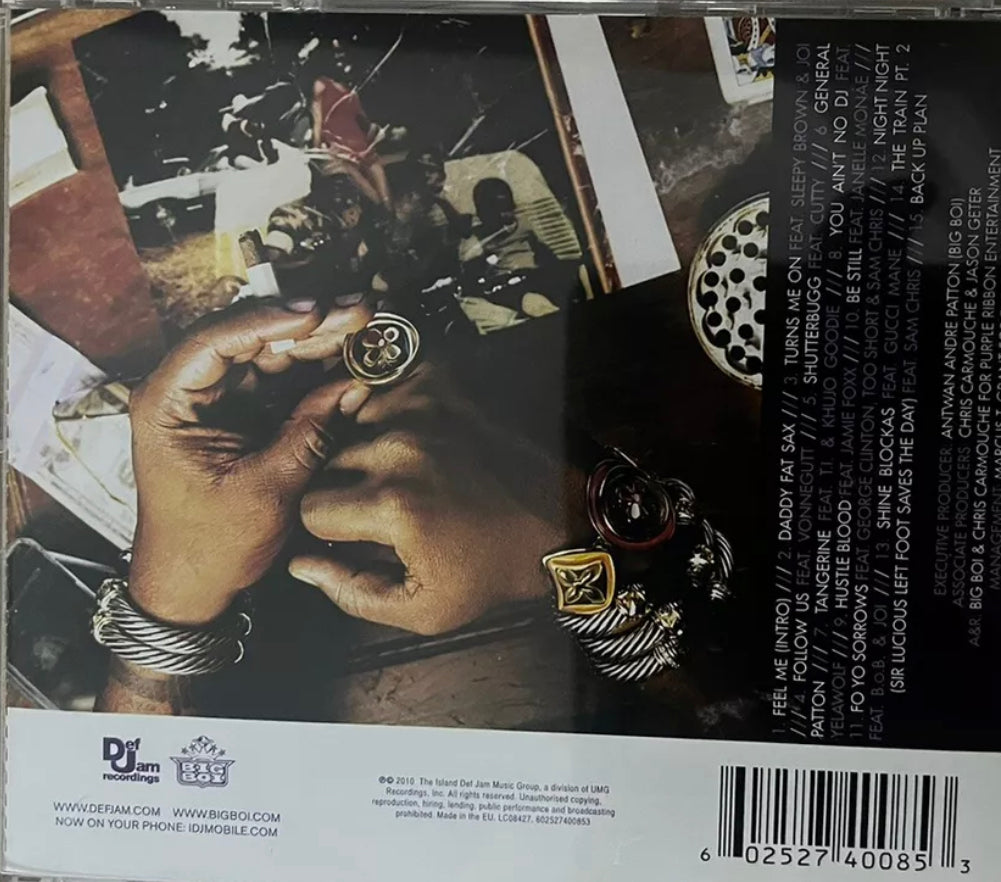 1. FEEL ME (INTRO) /// 2. DADDY FAT SAX /// 3. TURNS ME ON FEAT. SLEEPY BROWN & JOI
/// 4. FOLLOW US FEAT. VONNEGUTT /// 5. SHUTTERBUGG FEAT. CUTTY /// 6. GENERAL
PATTON /// 7. TANGERINE FEAT. T.I. & KHUJO GOODIE /// 8. YOU AIN'T NO DJ FEAT.
YELAWOLF /// 9. HUSTLE BLOOD FEAT. JAMIE FOXX /// 10. BE STILL FEAT. JANELLE MONAE ///
11. FO YO SORROWS FEAT GEORGE CLINTON TOO SHORT & SAM CHRIS /// 12. NIGHT NIGHT
FEAT. B.O.B. & JOI /// 13. SHINE BLOCKAS FEAT. GUCCI MANE /// 14. THE TRAIN PT. 2
(SIR LUCIOUS LEFT FOOT SAVES THE DAY) FEAT. SAM CHRIS /// 15. BACK UP PLAN
EXECUTIVE PRODUCER ANTWAN ANDRE PATTON (BIG BOI)
ASSOCIATE PRODUCERS CHRIS CARMOUCHE & JASON GETER
A&R. BIG BOI & CHRIS CARMOUCHE FOR PURPLE RIBBON ENTERTAINMENT
Def
Jam
recordings
BIG
BOI
WWW.DEFJAM.COM WWW.BIGBOI.COM
NOW ON YOUR PHONE: IDJMOBILE.COM
℗© 2010 The Island Def Jam Music Group, a division of UMG
Recordings, Inc. All rights reserved. Unauthorised copying,
reproduction, hiring, lending, public performance and broadcasting
prohibited. Made in the EU. LC08427. 602527400853
6 02527 40085 3